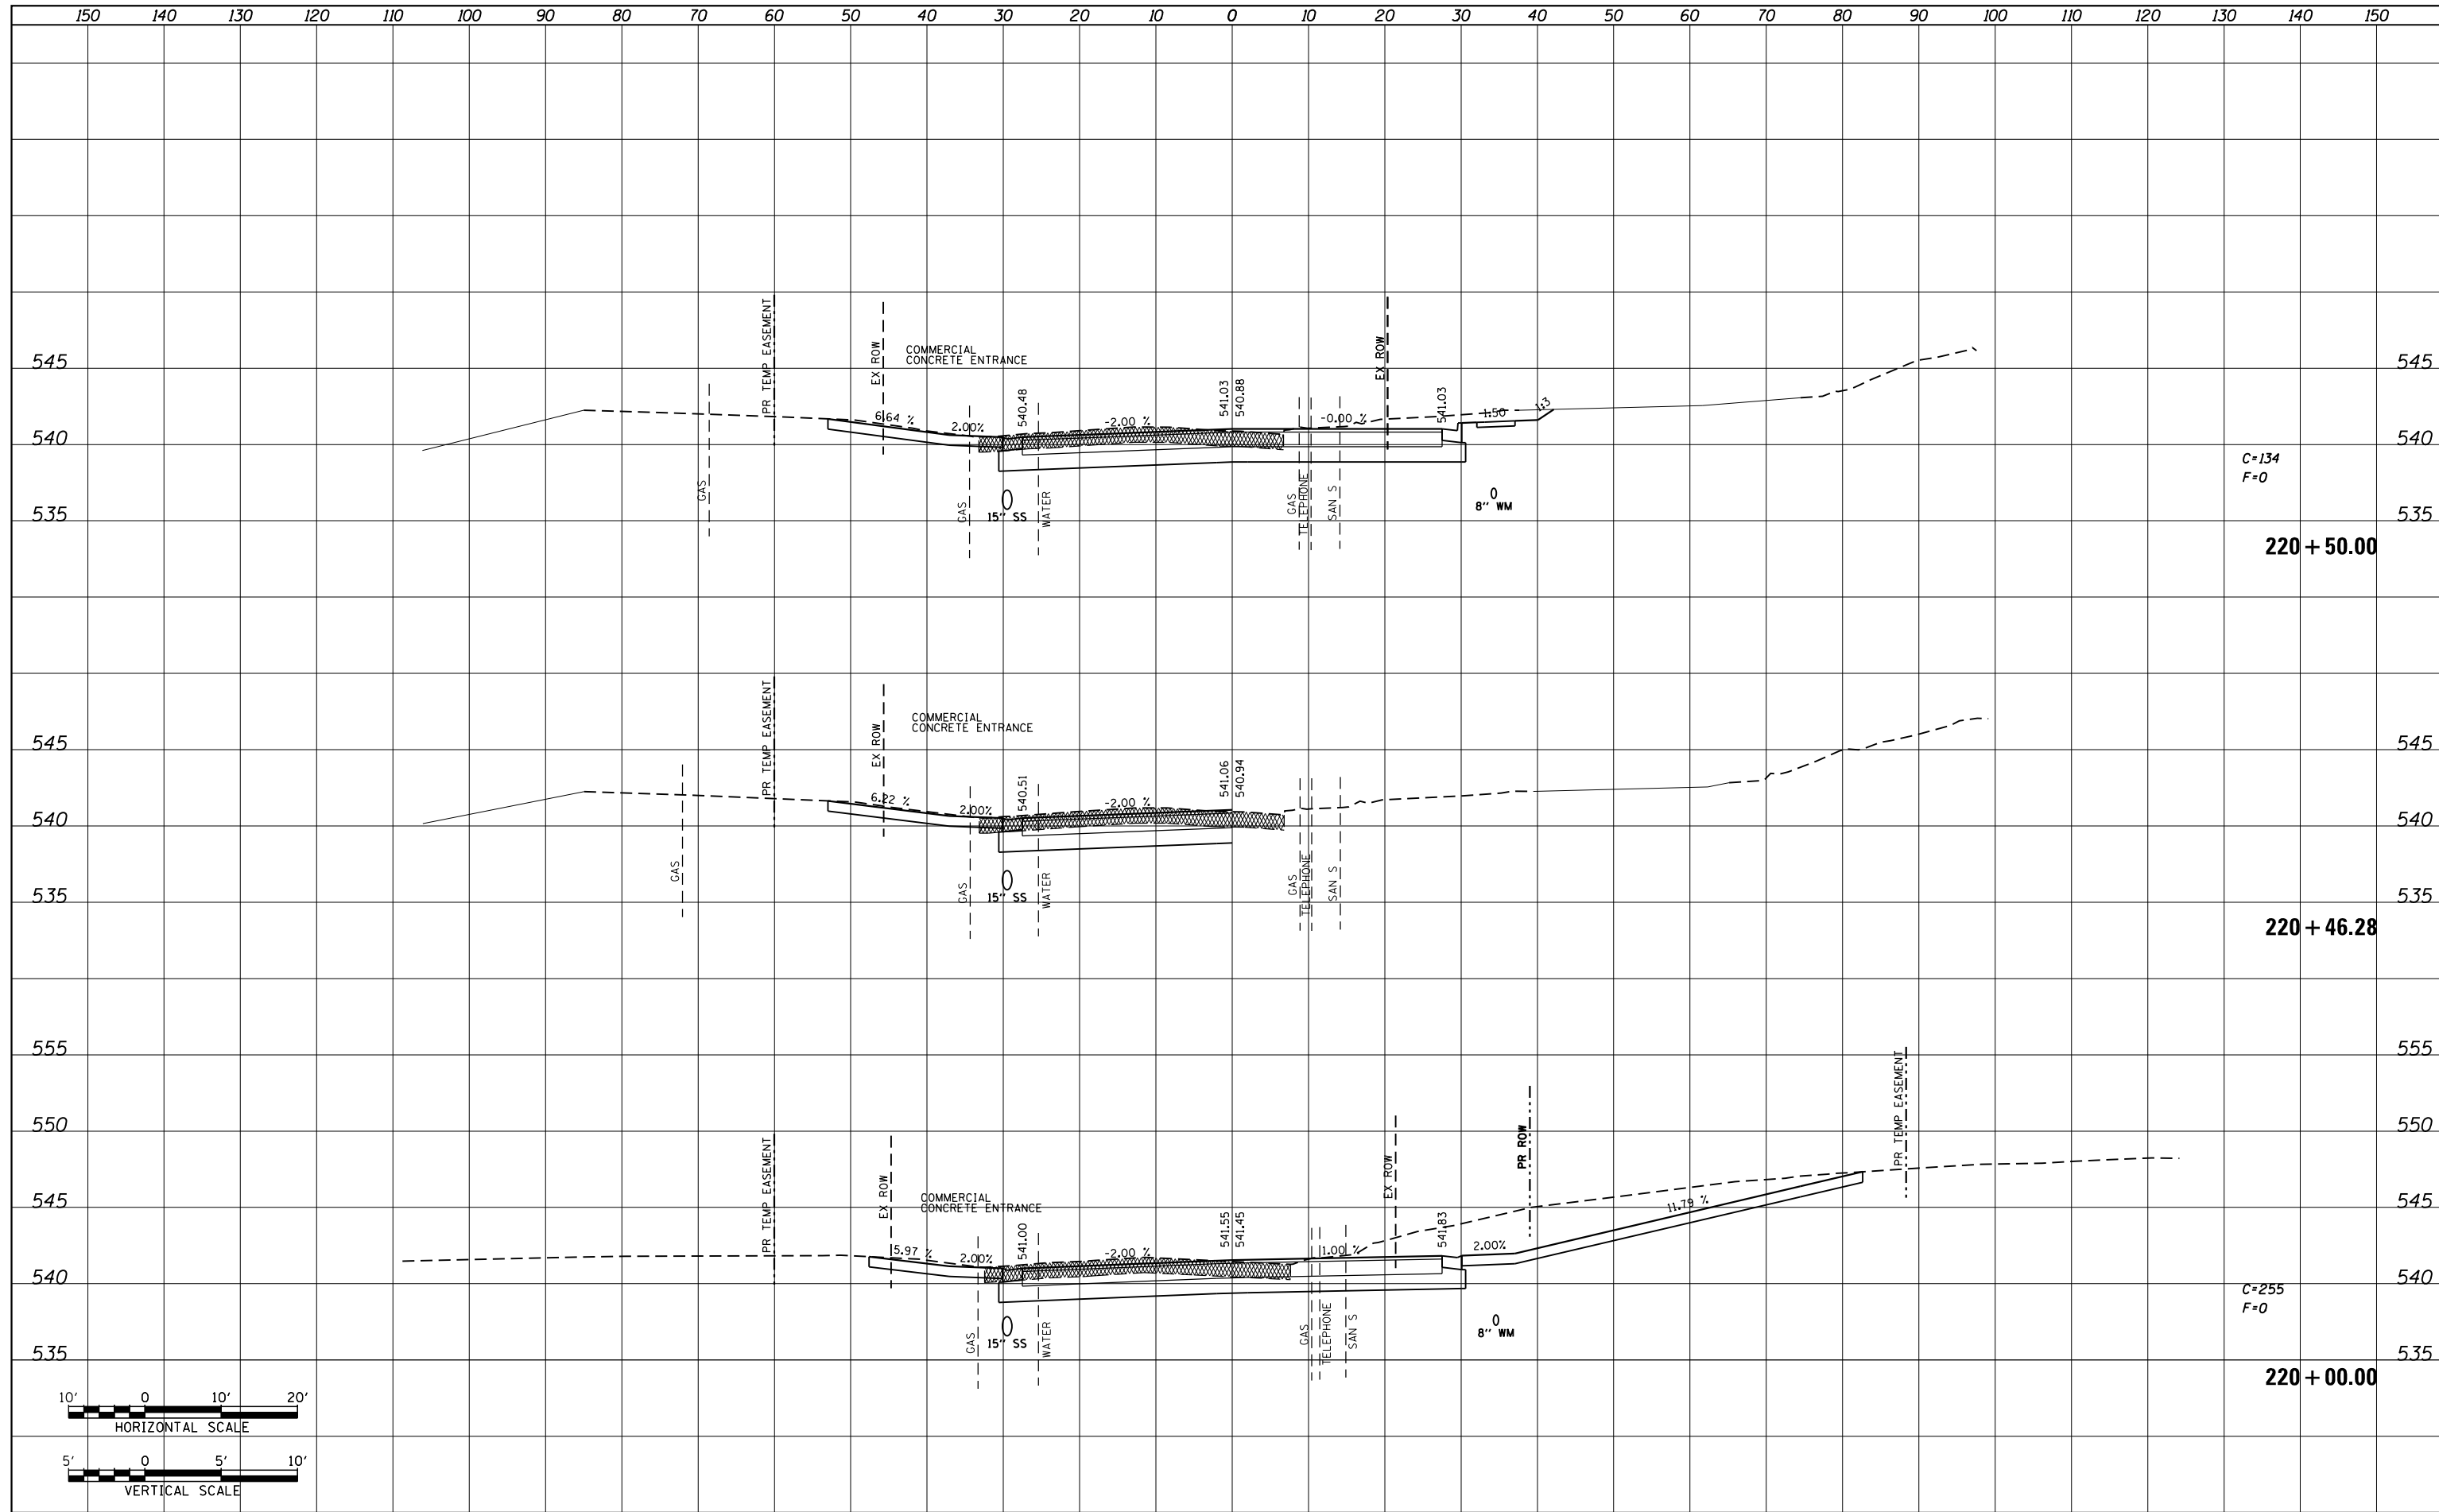 150 140 130 120 110 100 90 80 70 60 50 40 30 20 10 0 10 20 30 40 50 60 70 80 90 100 110 120 130 140 150
PR TEMP EASEMENT
EX ROW
COMMERCIAL
CONCRETE ENTRANCE
EX ROW
545 545
540.48
541.03
540.88
541.03
6.64 %
2.00%
-2.00 %
-0.00 %
1.50
1:3
540 540
C=134
F=0
GAS
GAS
15" SS
WATER
GAS
TELEPHONE
SAN S
8" WM
535 535
220+50.00
PR TEMP EASEMENT
EX ROW
COMMERCIAL
CONCRETE ENTRANCE
545 545
540.51
541.06
540.94
6.22 %
2.00%
-2.00 %
540 540
GAS
GAS
15" SS
WATER
GAS
TELEPHONE
SAN S
535 535
220+46.28
555 555
PR TEMP EASEMENT
550 550
PR TEMP EASEMENT
EX ROW
COMMERCIAL
CONCRETE ENTRANCE
EX ROW
PR ROW
545 545
541.00
541.55
541.45
541.83
5.97 %
2.00%
-2.00 %
1.00 %
2.00%
11.79 %
540 540
C=255
F=0
GAS
15" SS
WATER
GAS
TELEPHONE
SAN S
8" WM
535 535
220+00.00
10' 0 10' 20'
HORIZONTAL SCALE
5' 0 5' 10'
VERTICAL SCALE